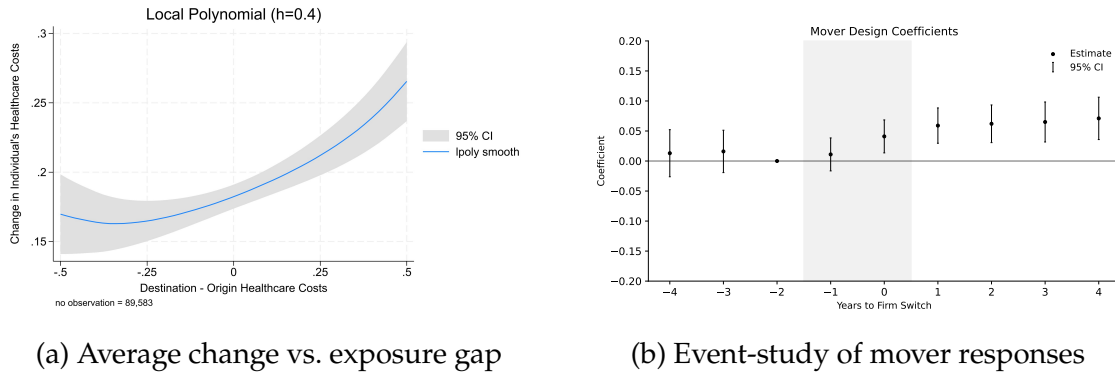 Local Polynomial (h=0.4)
Change in Individual's Healthcare Costs
.3
.25
.2
.15
-.5
-.25
0
.25
.5
Destination - Origin Healthcare Costs
no observation = 89,583
95% CI
lpoly smooth
(a) Average change vs. exposure gap
Mover Design Coefficients
Coefficient
0.20
0.15
0.10
0.05
0.00
−0.05
−0.10
−0.15
−0.20
−4
−3
−2
−1
0
1
2
3
4
Years to Firm Switch
Estimate
95% CI
(b) Event-study of mover responses